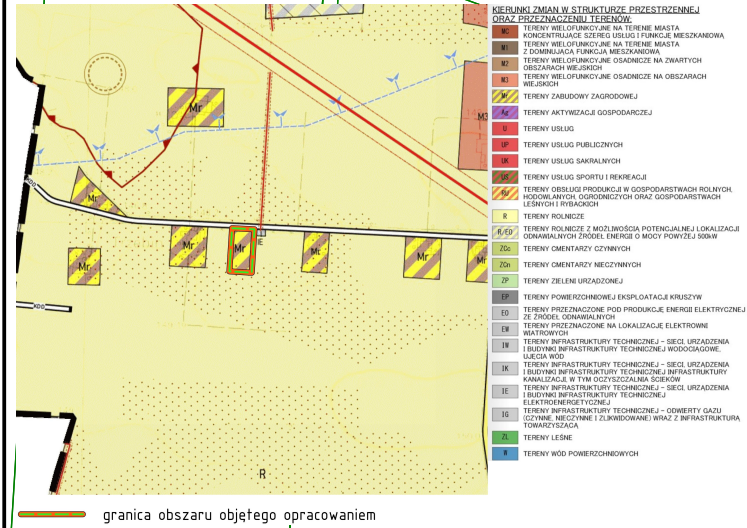 KIERUNKI ZMIAN W STRUKTURZE PRZESTRZENNEJ
ORAZ PRZEZNACZENIU TERENÓW:
MC TERENY WIELOFUNKCYJNE NA TERENIE MIASTA
KONCENTRUJĄCE SZEREG USŁUG I FUNKCJĘ MIESZKANIOWĄ
M1 TERENY WIELOFUNKCYJNE NA TERENIE MIASTA
Z DOMINUJĄCĄ FUNKCJĄ MIESZKANIOWĄ
M2 TERENY WIELOFUNKCYJNE OSADNICZE NA ZWARTYCH
OBSZARACH WIEJSKICH
M3 TERENY WIELOFUNKCYJNE OSADNICZE NA OBSZARACH
WIEJSKICH
Mr TERENY ZABUDOWY ZAGRODOWEJ
Ag TERENY AKTYWIZACJI GOSPODARCZEJ
U TERENY USŁUG
UP TERENY USŁUG PUBLICZNYCH
UK TERENY USŁUG SAKRALNYCH
US TERENY USŁUG SPORTU I REKREACJI
RU TERENY OBSŁUGI PRODUKCJI W GOSPODARSTWACH ROLNYCH,
HODOWLANYCH, OGRODNICZYCH ORAZ GOSPODARSTWACH
LEŚNYCH I RYBACKICH
R TERENY ROLNICZE
R/EO TERENY ROLNICZE Z MOŻLIWOŚCIĄ POTENCJALNEJ LOKALIZACJI
ODNAWIALNYCH ŹRÓDEŁ ENERGII O MOCY POWYŻEJ 500kW
ZCc TERENY CMENTARZY CZYNNYCH
ZCn TERENY CMENTARZY NIECZYNNYCH
ZP TERENY ZIELENI URZĄDZONEJ
EP TERENY POWIERZCHNIOWEJ EKSPLOATACJI KRUSZYW
EO TERENY PRZEZNACZONE POD PRODUKCJĘ ENERGII ELEKTRYCZNEJ
ZE ŹRÓDEŁ ODNAWIALNYCH
EW TERENY PRZEZNACZONE NA LOKALIZACJĘ ELEKTROWNI
WIATROWYCH
IW TERENY INFRASTRUKTURY TECHNICZNEJ - SIECI, URZĄDZENIA
I BUDYNKI INFRASTRUKTURY TECHNICZNEJ WODOCIĄGOWE,
UJĘCIA WÓD
IK TERENY INFRASTRUKTURY TECHNICZNEJ - SIECI, URZĄDZENIA
I BUDYNKI INFRASTRUKTURY TECHNICZNEJ INFRASTRUKTURY
KANALIZACJI, W TYM OCZYSZCZALNIA ŚCIEKÓW
IE TERENY INFRASTRUKTURY TECHNICZNEJ - SIECI, URZĄDZENIA
I BUDYNKI INFRASTRUKTURY TECHNICZNEJ
ELEKTROENERGETYCZNEJ
IG TERENY INFRASTRUKTURY TECHNICZNEJ - ODWIERTY GAZU
(CZYNNE, NIECZYNNE I ZLIKWIDOWANE) WRAZ Z INFRASTRUKTURĄ
TOWARZYSZĄCĄ
ZL TERENY LEŚNE
W TERENY WÓD POWIERZCHNIOWYCH
Mr
M3
KDD
Mr
Mr
Mr
IE
Mr
Mr
Mr
Mr
KDD
R
granica obszaru objętego opracowaniem